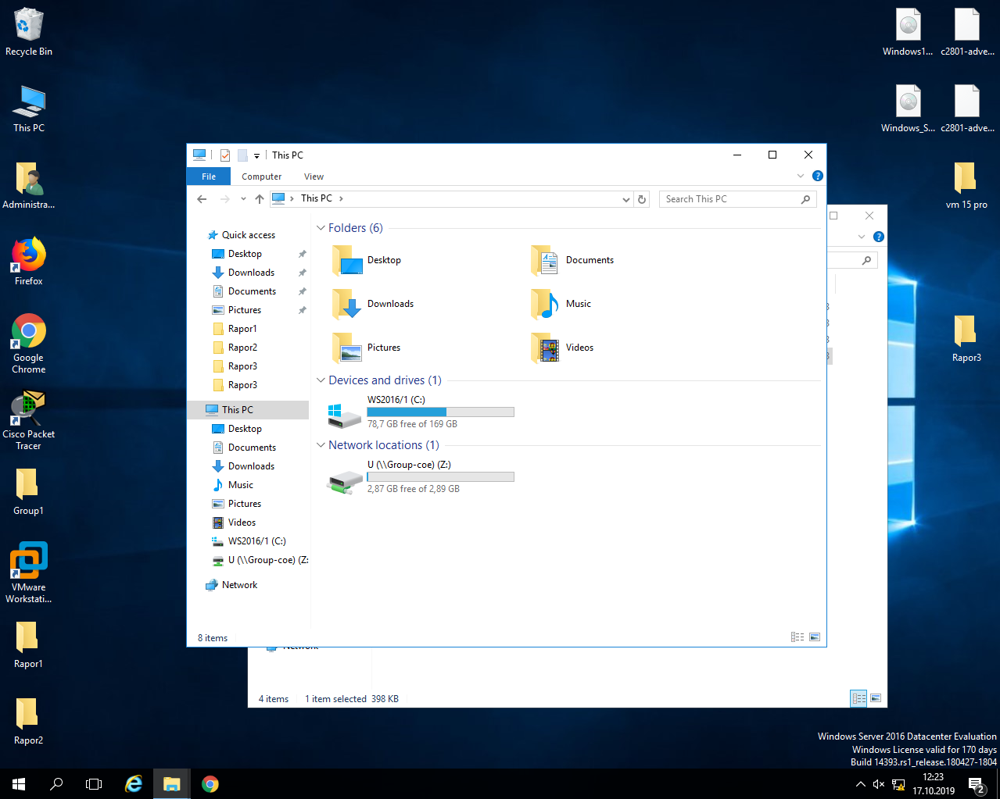 Recycle Bin
This PC
Administra...
Firefox
Google
Chrome
Cisco Packet
Tracer
Group1
VMware
Workstati...
Rapor1
Rapor2
Windows1...
c2801-adve...
Windows_S...
c2801-adve...
vm 15 pro
Rapor3
This PC
File
Computer
View
This PC
Search This PC
Quick access
Desktop
Downloads
Documents
Pictures
Rapor1
Rapor2
Rapor3
Rapor3
This PC
Desktop
Documents
Downloads
Music
Pictures
Videos
WS2016/1 (C:)
U (\\Group-coe) (Z:
Network
Folders (6)
Desktop
Documents
Downloads
Music
Pictures
Videos
Devices and drives (1)
WS2016/1 (C:)
78,7 GB free of 169 GB
Network locations (1)
U (\\Group-coe) (Z:)
2,87 GB free of 2,89 GB
8 items
Network
4 items
1 item selected 398 KB
Windows Server 2016 Datacenter Evaluation
Windows License valid for 170 days
Build 14393.rs1_release.180427-1804
12:23
17.10.2019
2